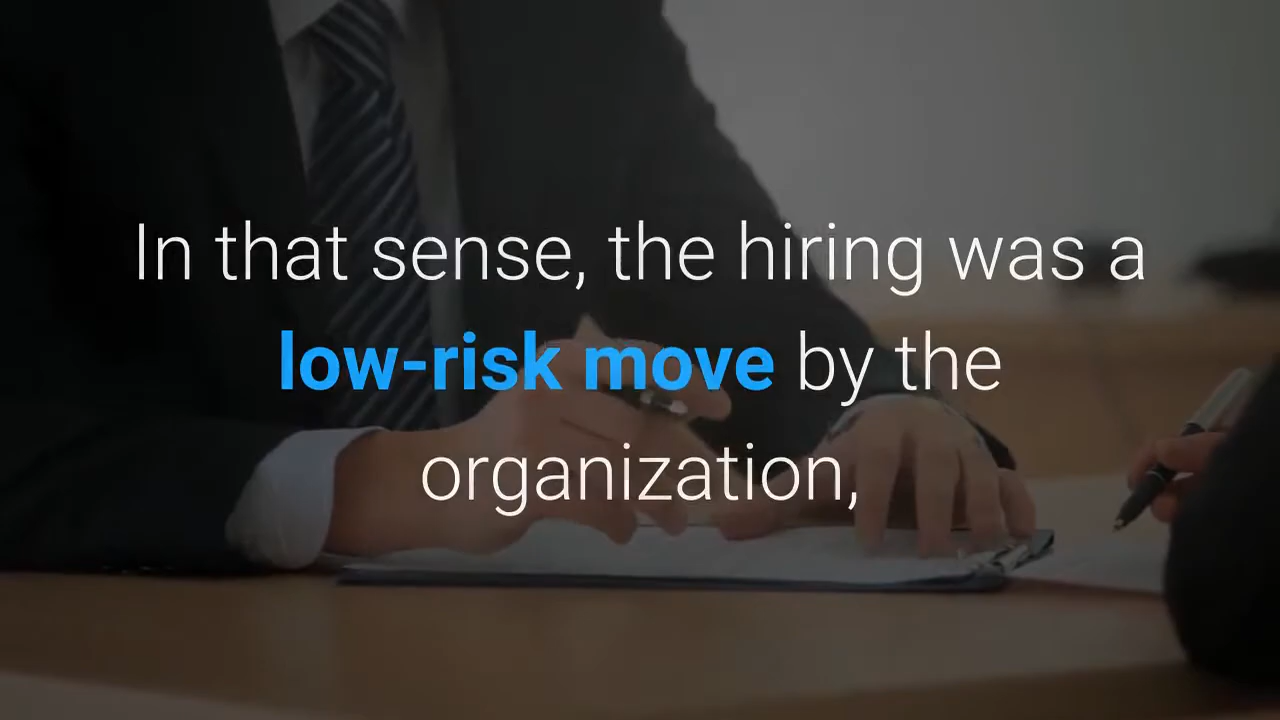 In that sense, the hiring was a
low-risk move by the
organization,